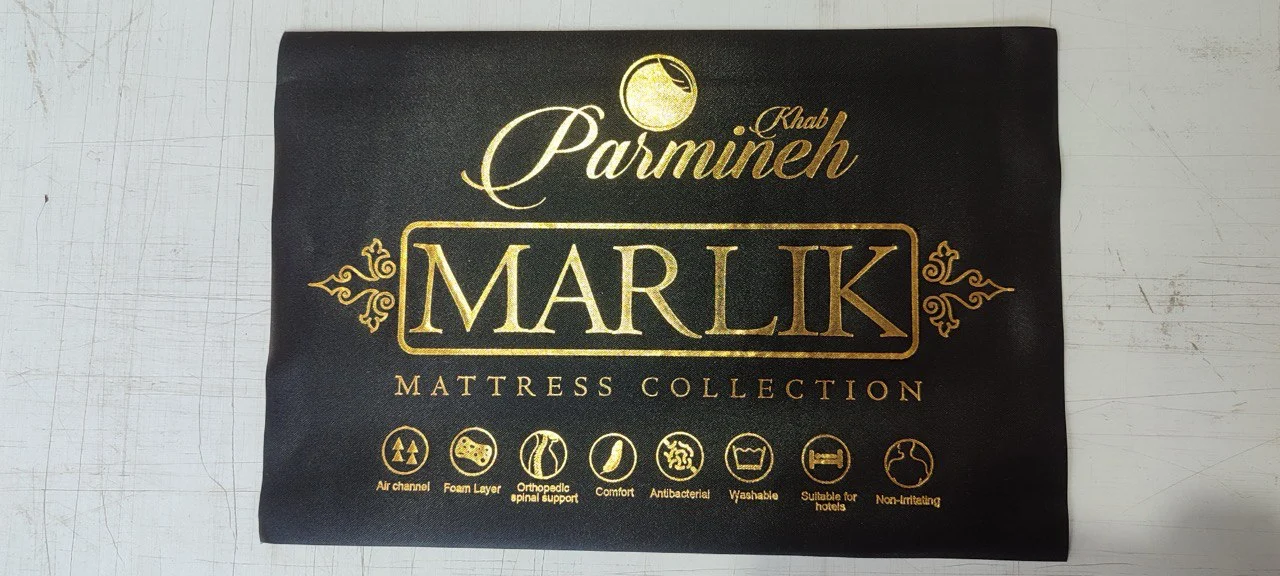 Khab
Parmineh
MARLIK
MATTRESS COLLECTION
Air channel
Foam Layer
Orthopedic
spinal support
Comfort
Antibacterial
Washable
Suitable for
hotels
Non-irritating